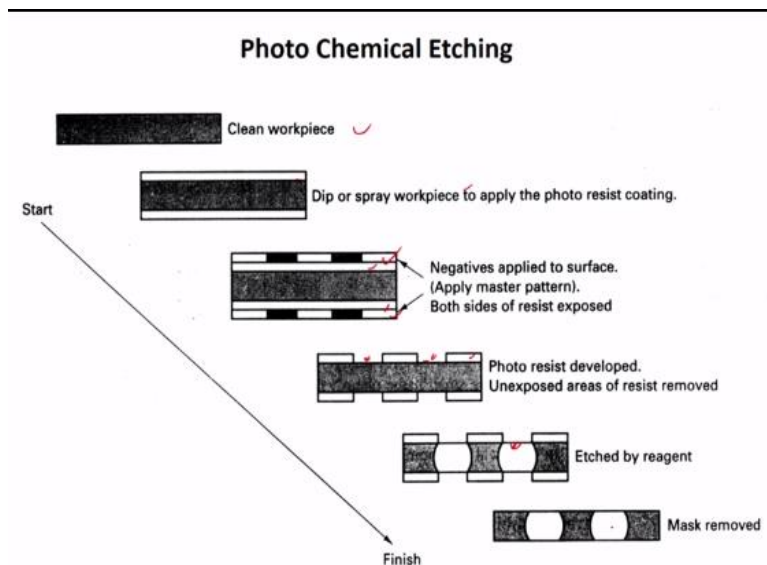 Photo Chemical Etching
Clean workpiece
Dip or spray workpiece to apply the photo resist coating.
Start
Negatives applied to surface.
(Apply master pattern).
Both sides of resist exposed
Photo resist developed.
Unexposed areas of resist removed
Etched by reagent
Mask removed
Finish